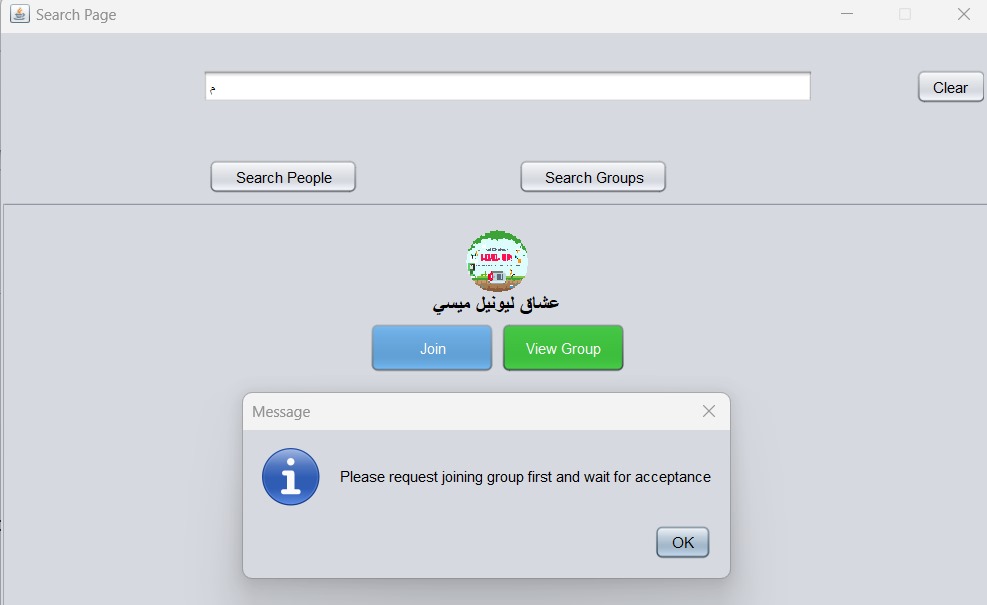 Search Page
م
Clear
Search People
Search Groups
LEVEL UP
عشاق ليونيل ميسي
Join
View Group
Message
Please request joining group first and wait for acceptance
OK